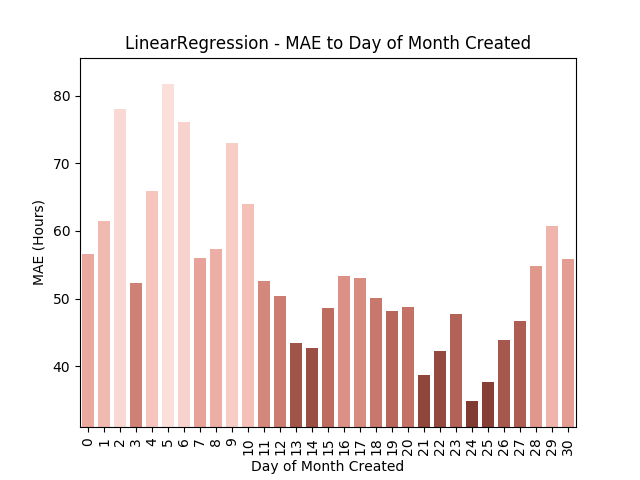 LinearRegression - MAE to Day of Month Created
MAE (Hours)
80
70
60
50
40
0 1 2 3 4 5 6 7 8 9 10 11 12 13 14 15 16 17 18 19 20 21 22 23 24 25 26 27 28 29 30
Day of Month Created